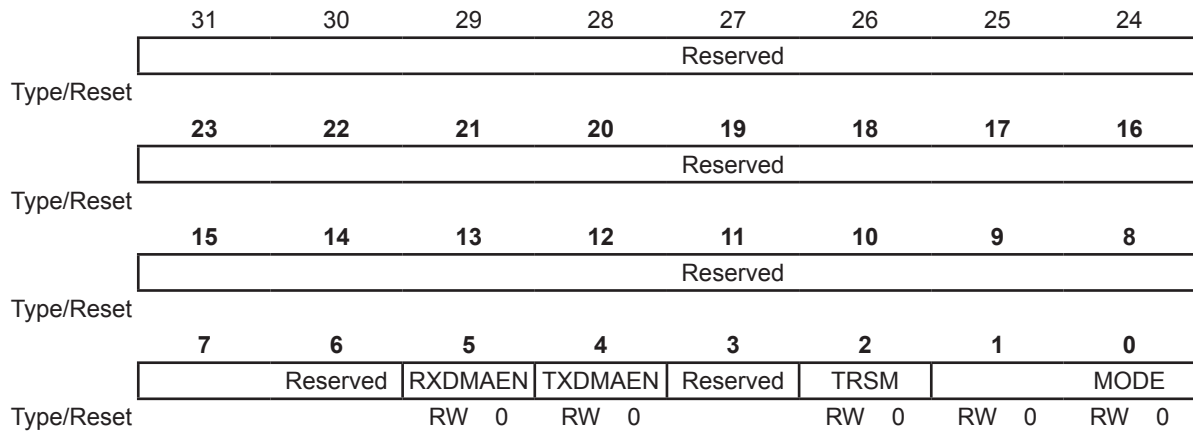 31 30 29 28 27 26 25 24
Reserved
Type/Reset
23 22 21 20 19 18 17 16
Reserved
Type/Reset
15 14 13 12 11 10 9 8
Reserved
Type/Reset
7 6 5 4 3 2 1 0
Reserved RXDMAEN TXDMAEN Reserved TRSM MODE
Type/Reset RW 0 RW 0 RW 0 RW 0 RW 0